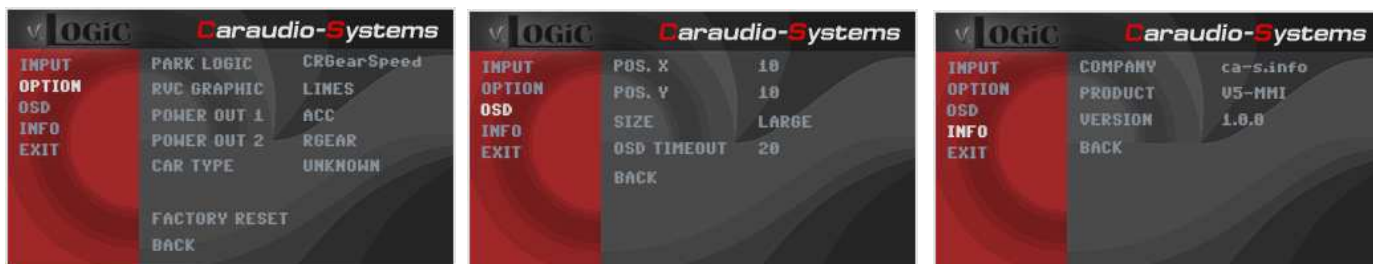 v.LOGiC Caraudio-Systems
INPUT
OPTION
OSD
INFO
EXIT
PARK LOGIC CRGearSpeed
RVC GRAPHIC LINES
POWER OUT 1 ACC
POWER OUT 2 RGEAR
CAR TYPE UNKNOWN
FACTORY RESET
BACK
v.LOGiC Caraudio-Systems
INPUT
OPTION
OSD
INFO
EXIT
POS. X 10
POS. Y 10
SIZE LARGE
OSD TIMEOUT 20
BACK
v.LOGiC Caraudio-Systems
INPUT
OPTION
OSD
INFO
EXIT
COMPANY ca-s.info
PRODUCT V5-MMI
VERSION 1.0.0
BACK